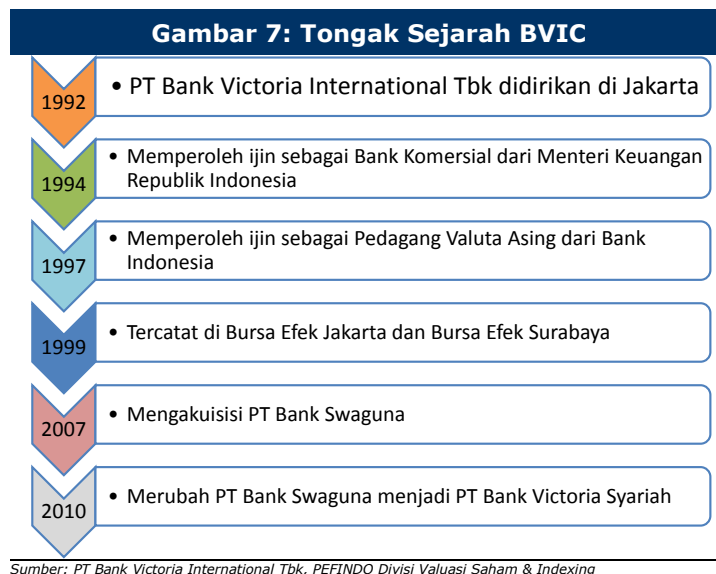 Gambar 7: Tongak Sejarah BVIC
1992
• PT Bank Victoria International Tbk didirikan di Jakarta
1994
• Memperoleh ijin sebagai Bank Komersial dari Menteri Keuangan
Republik Indonesia
1997
• Memperoleh ijin sebagai Pedagang Valuta Asing dari Bank
Indonesia
1999
• Tercatat di Bursa Efek Jakarta dan Bursa Efek Surabaya
2007
• Mengakuisisi PT Bank Swaguna
2010
• Merubah PT Bank Swaguna menjadi PT Bank Victoria Syariah
Sumber: PT Bank Victoria International Tbk, PEFINDO Divisi Valuasi Saham & Indexing